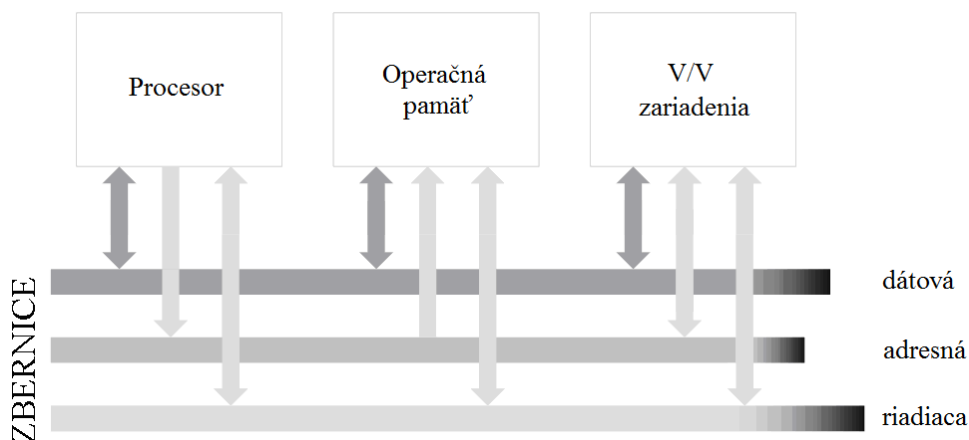 Procesor
Operačná
pamäť
V/V
zariadenia
ZBERNICE
dátová
adresná
riadiaca